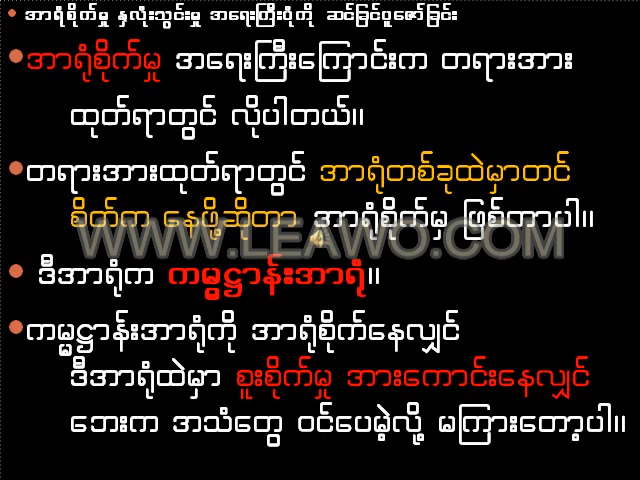 • အာရုံစိုက်မှု နှလုံးသွင်းမှု အရေးကြီးပုံကို ဆင်ခြင်ပူဇော်ခြင်း
• အာရုံစိုက်မှု အရေးကြီးကြောင်းက တရားအား
ထုတ်ရာတွင် လိုပါတယ်။
• တရားအားထုတ်ရာတွင် အာရုံတစ်ခုထဲမှာတင်
စိတ်က နေဖို့ဆိုတာ အာရုံစိုက်မှ ဖြစ်တာပါ။
WWW.LEAWO.COM
• ဒီအာရုံက ကမ္မဋ္ဌာန်းအာရုံ။
• ကမ္မဋ္ဌာန်းအာရုံကို အာရုံစိုက်နေလျှင်
ဒီအာရုံထဲမှာ စူးစိုက်မှု အားကောင်းနေလျှင်
ဘေးက အသံတွေ ဝင်ပေမဲ့လို့ မကြားတော့ပါ။